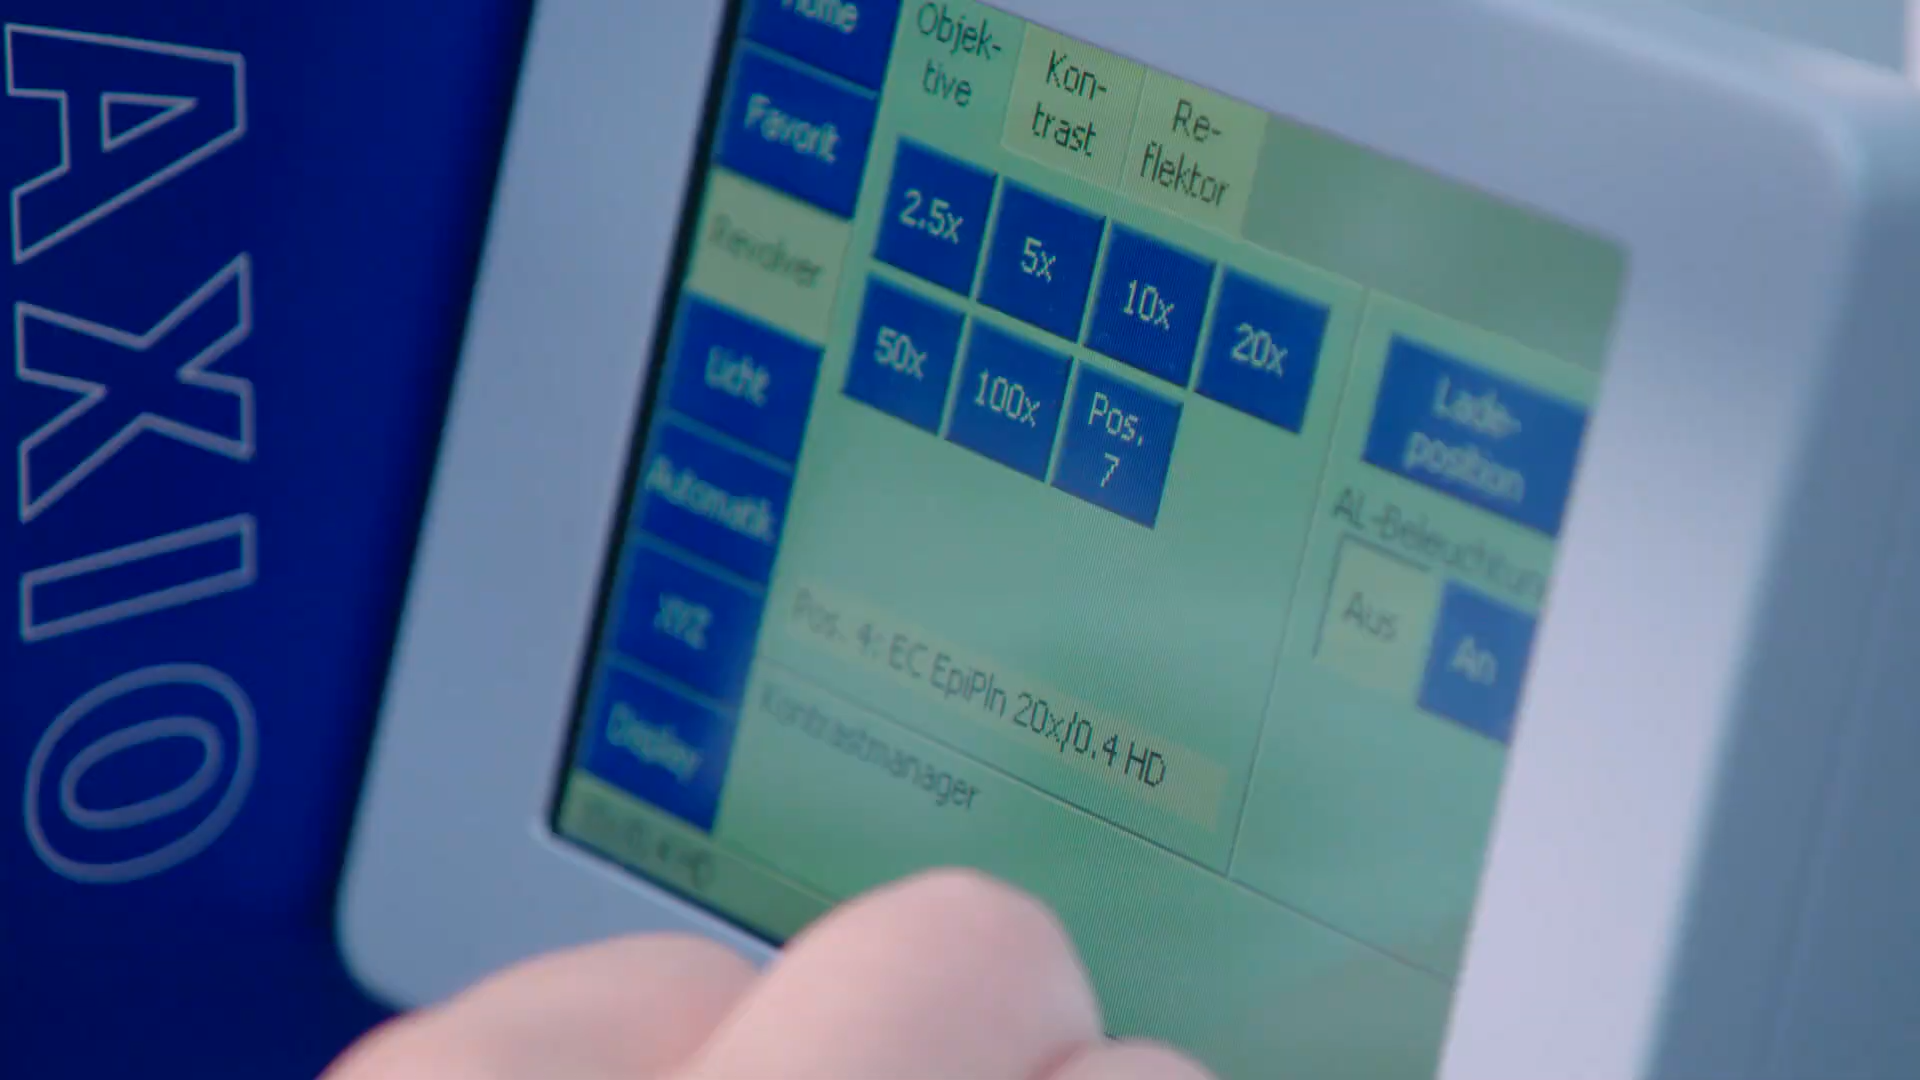 AXIO
Home
Favorit
Revolver
Licht
Automatik
XYZ
Display
Objek-
tive
Kon-
trast
Re-
flektor
2.5x
5x
10x
20x
50x
100x
Pos.
7
Lade-
position
AL-Beleuchtun
Aus
An
Pos. 4: EC EpiPln 20x/0.4 HD
Kontrastmanager